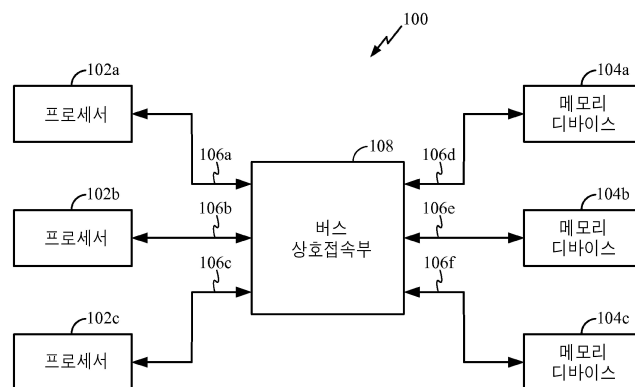 100
102a
프로세서
104a
메모리
디바이스
106a
108
106d
102b
프로세서
106b
버스
상호접속부
106e
104b
메모리
디바이스
106c
106f
102c
프로세서
104c
메모리
디바이스